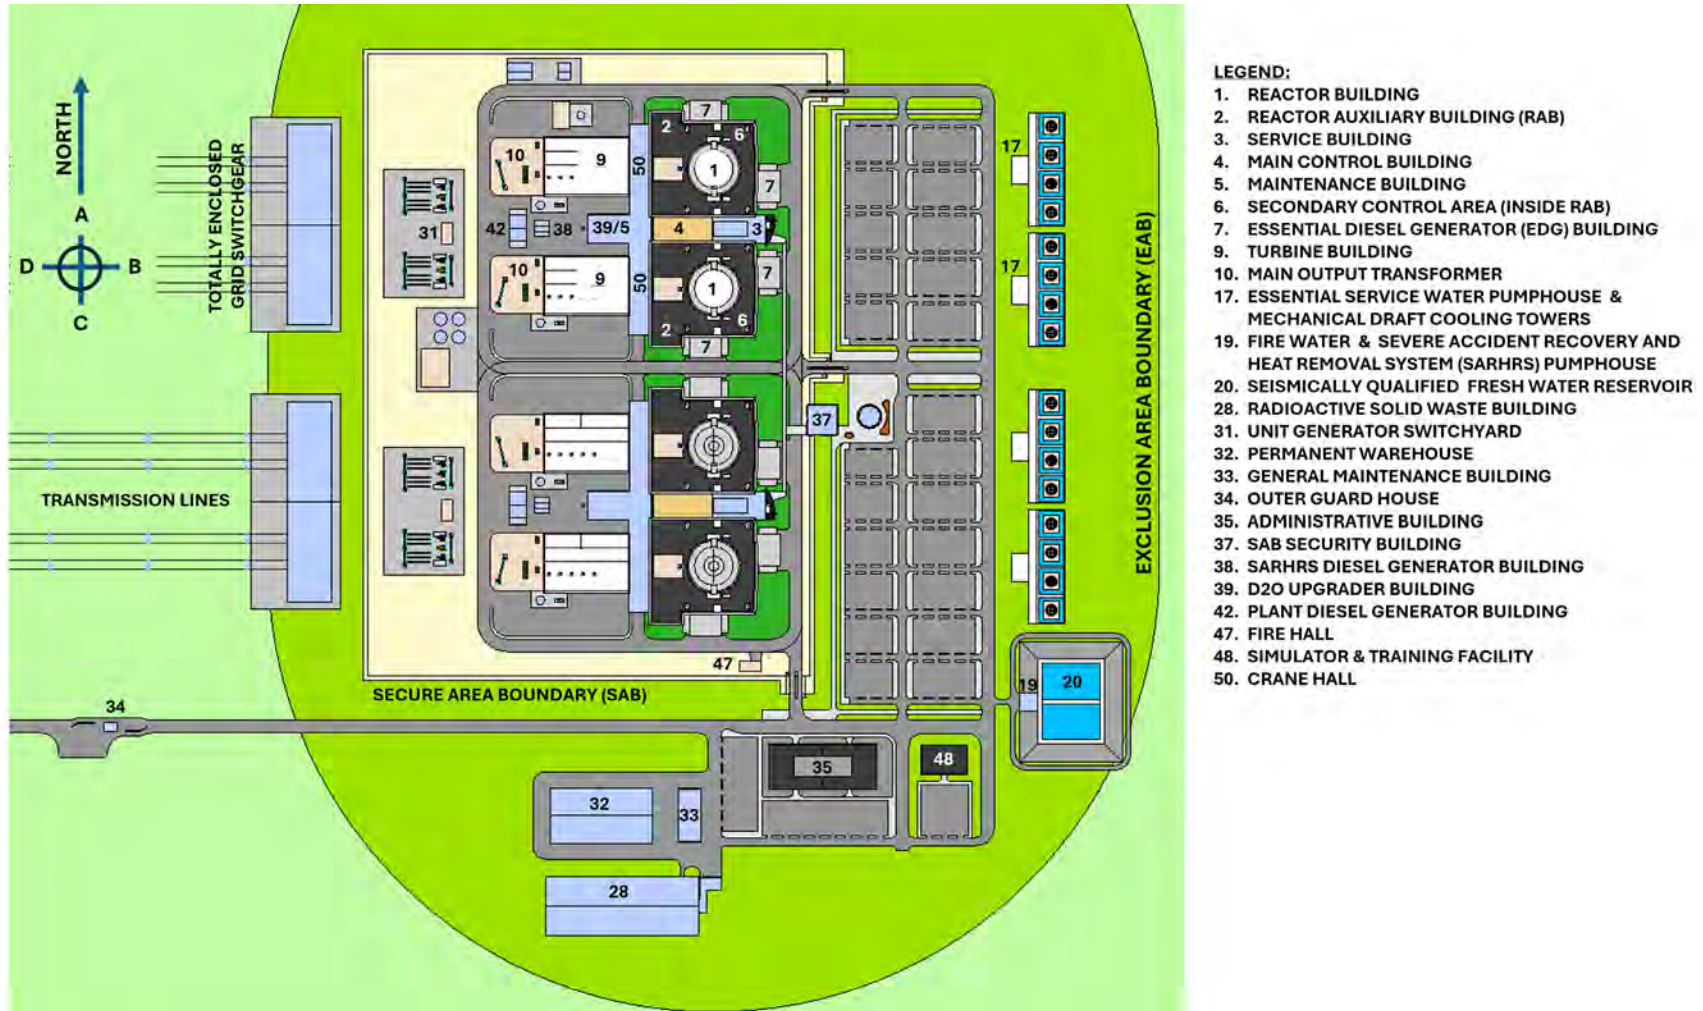 NORTH
A
D
B
C
TOTALLY ENCLOSED
GRID SWITCHGEAR
TRANSMISSION LINES
7
2
6
10
9
50
1
17
7
31
42
38
39/5
4
3
10
9
50
1
7
17
2
6
7
37
EXCLUSION AREA BOUNDARY (EAB)
47
SECURE AREA BOUNDARY (SAB)
34
19
20
35
48
32
33
28
LEGEND:
1. REACTOR BUILDING
2. REACTOR AUXILIARY BUILDING (RAB)
3. SERVICE BUILDING
4. MAIN CONTROL BUILDING
5. MAINTENANCE BUILDING
6. SECONDARY CONTROL AREA (INSIDE RAB)
7. ESSENTIAL DIESEL GENERATOR (EDG) BUILDING
9. TURBINE BUILDING
10. MAIN OUTPUT TRANSFORMER
17. ESSENTIAL SERVICE WATER PUMPHOUSE &
MECHANICAL DRAFT COOLING TOWERS
19. FIRE WATER & SEVERE ACCIDENT RECOVERY AND
HEAT REMOVAL SYSTEM (SARHRS) PUMPHOUSE
20. SEISMICALLY QUALIFIED FRESH WATER RESERVOIR
28. RADIOACTIVE SOLID WASTE BUILDING
31. UNIT GENERATOR SWITCHYARD
32. PERMANENT WAREHOUSE
33. GENERAL MAINTENANCE BUILDING
34. OUTER GUARD HOUSE
35. ADMINISTRATIVE BUILDING
37. SAB SECURITY BUILDING
38. SARHRS DIESEL GENERATOR BUILDING
39. D2O UPGRADER BUILDING
42. PLANT DIESEL GENERATOR BUILDING
47. FIRE HALL
48. SIMULATOR & TRAINING FACILITY
50. CRANE HALL